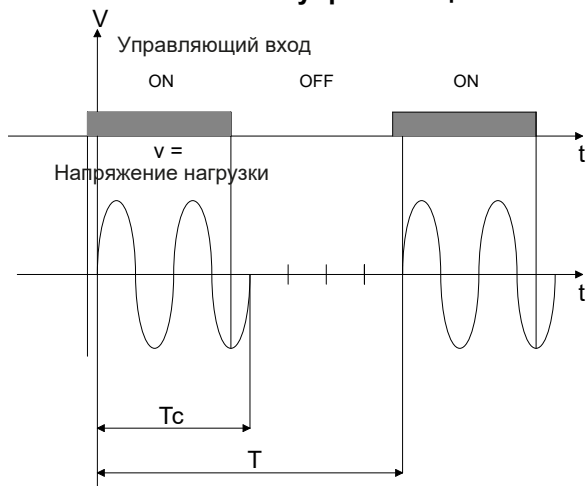 V
Управляющий вход
ON OFF ON
t
v =
Напряжение нагрузки
t
Tc
T